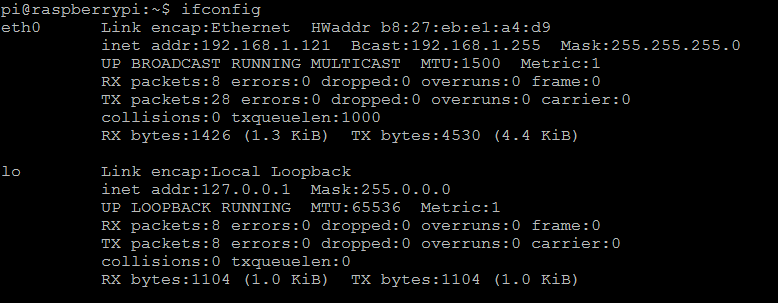 pi@raspberrypi:~$ ifconfig
eth0      Link encap:Ethernet  HWaddr b8:27:eb:e1:a4:d9
          inet addr:192.168.1.121  Bcast:192.168.1.255  Mask:255.255.255.0
          UP BROADCAST RUNNING MULTICAST  MTU:1500  Metric:1
          RX packets:8 errors:0 dropped:0 overruns:0 frame:0
          TX packets:28 errors:0 dropped:0 overruns:0 carrier:0
          collisions:0 txqueuelen:1000
          RX bytes:1426 (1.3 KiB)  TX bytes:4530 (4.4 KiB)

lo        Link encap:Local Loopback
          inet addr:127.0.0.1  Mask:255.0.0.0
          UP LOOPBACK RUNNING  MTU:65536  Metric:1
          RX packets:8 errors:0 dropped:0 overruns:0 frame:0
          TX packets:8 errors:0 dropped:0 overruns:0 carrier:0
          collisions:0 txqueuelen:0
          RX bytes:1104 (1.0 KiB)  TX bytes:1104 (1.0 KiB)